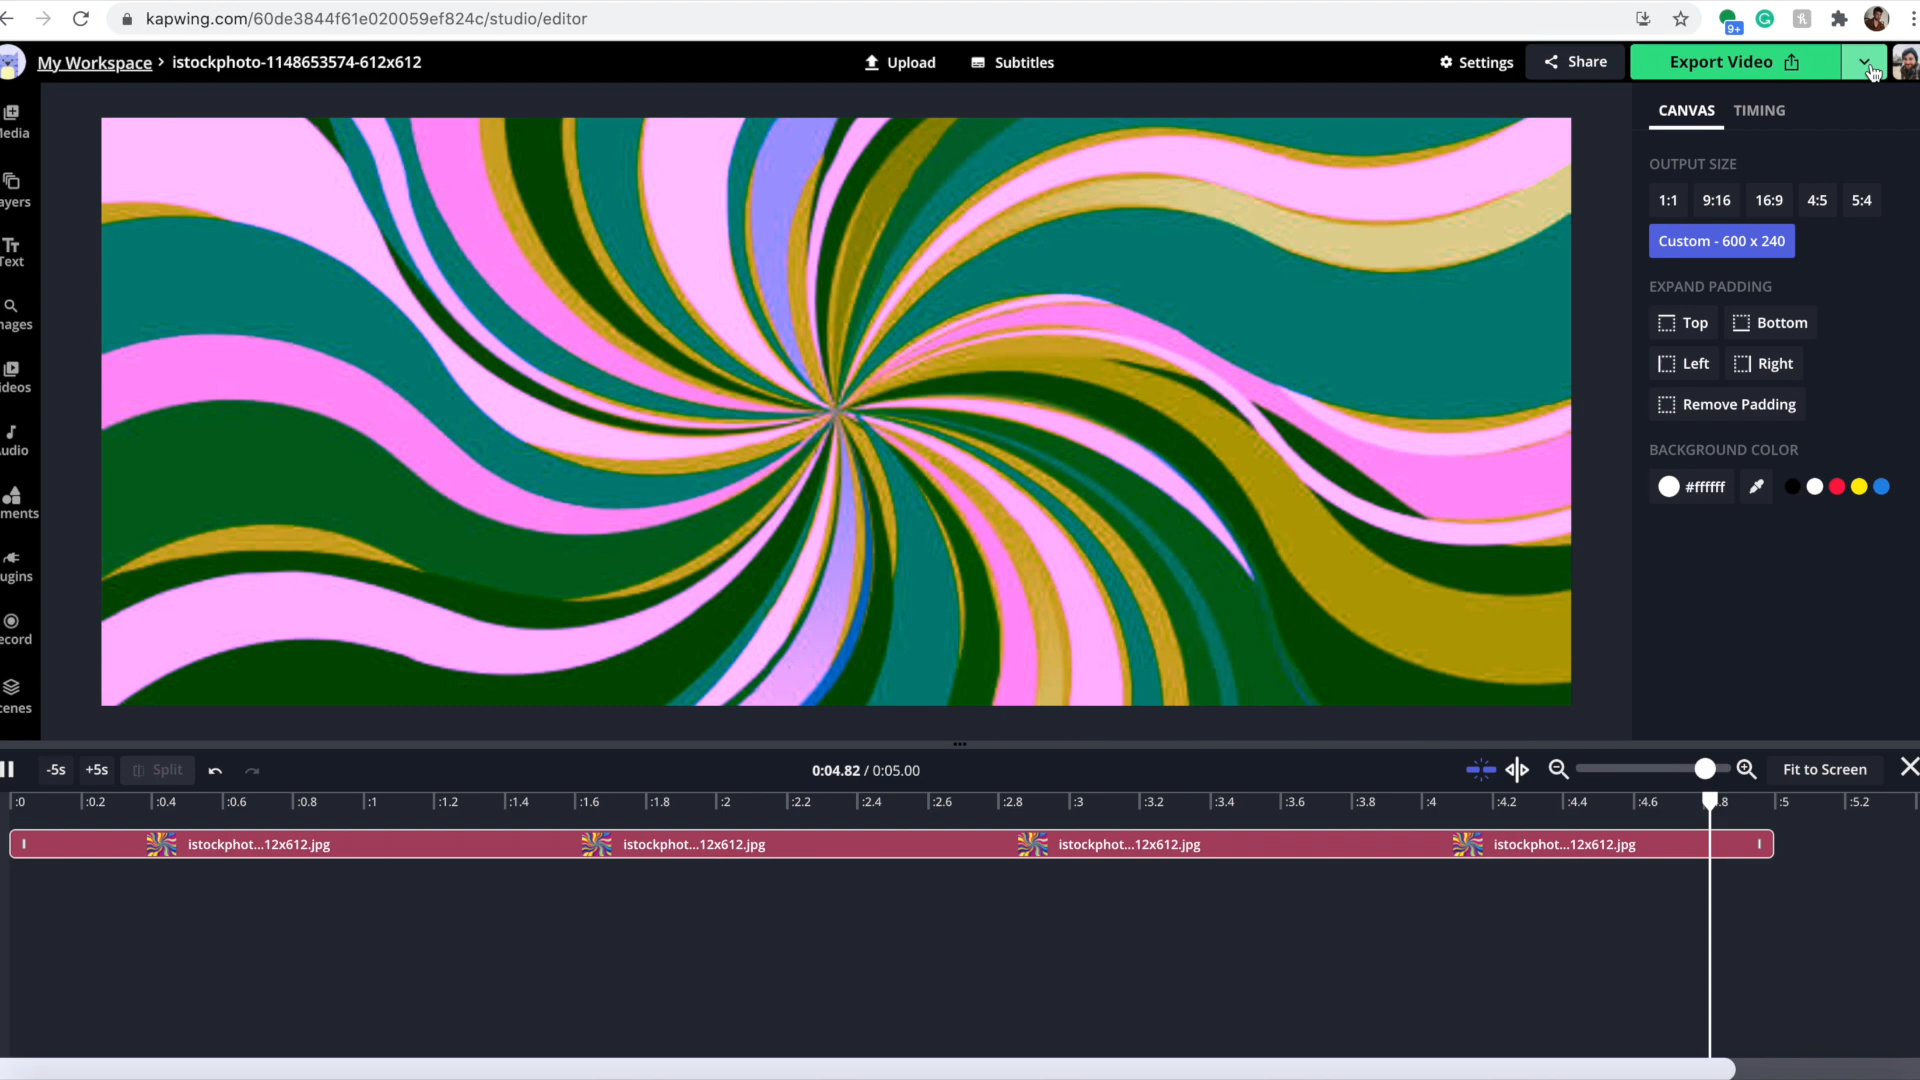 kapwing.com/60de3844f61e020059ef824c/studio/editor
9+
My Workspace > istockphoto-1148653574-612x612
Upload
Subtitles
Settings
Share
Export Video
CANVAS
TIMING
OUTPUT SIZE
1:1
9:16
16:9
4:5
5:4
Custom - 600 x 240
EXPAND PADDING
Top
Bottom
Left
Right
Remove Padding
BACKGROUND COLOR
#ffffff
Media
ayers
Text
mages
ideos
udio
ments
ugins
ecord
cenes
-5s
+5s
Split
0:04.82 / 0:05.00
Fit to Screen
:0 :0.2 :0.4 :0.6 :0.8 :1 :1.2 :1.4 :1.6 :1.8 :2 :2.2 :2.4 :2.6 :2.8 :3 :3.2 :3.4 :3.6 :3.8 :4 :4.2 :4.4 :4.6 .8 :5 :5.2
istockphot...12x612.jpg
istockphot...12x612.jpg
istockphot...12x612.jpg
istockphot...12x612.jpg